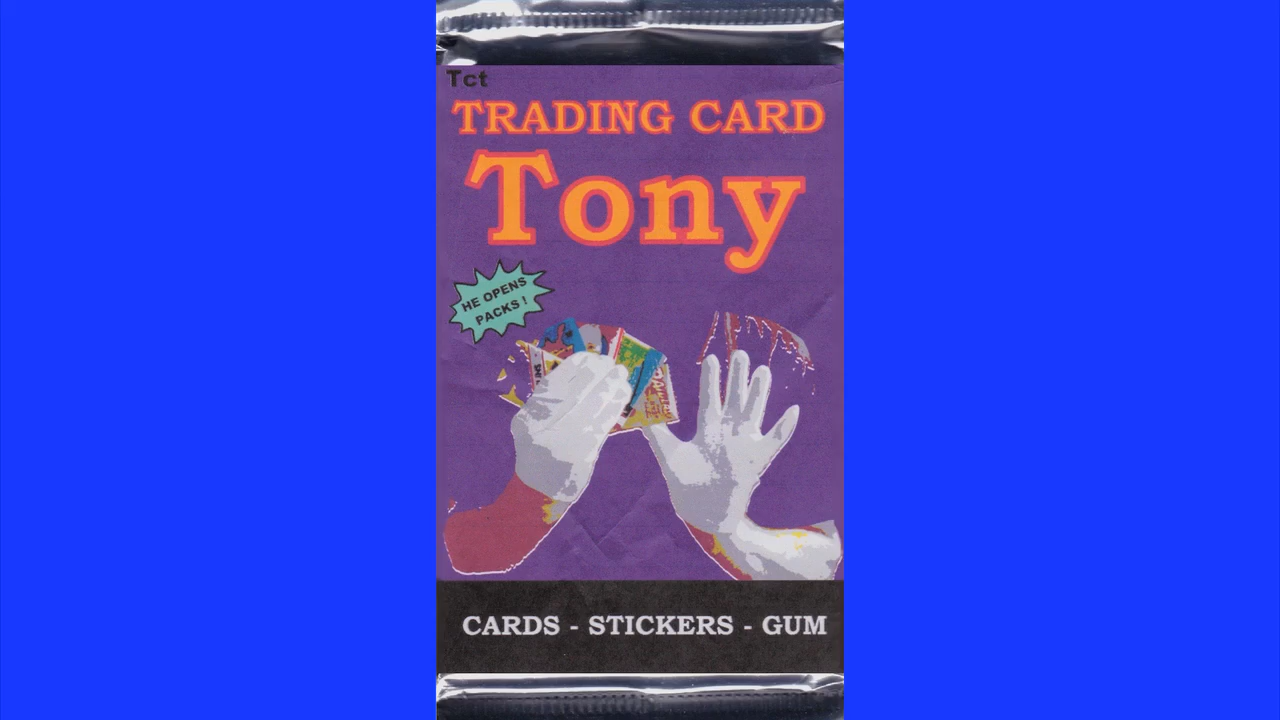 Tct
TRADING CARD
Tony
HE OPENS
PACKS !
CARDS - STICKERS - GUM